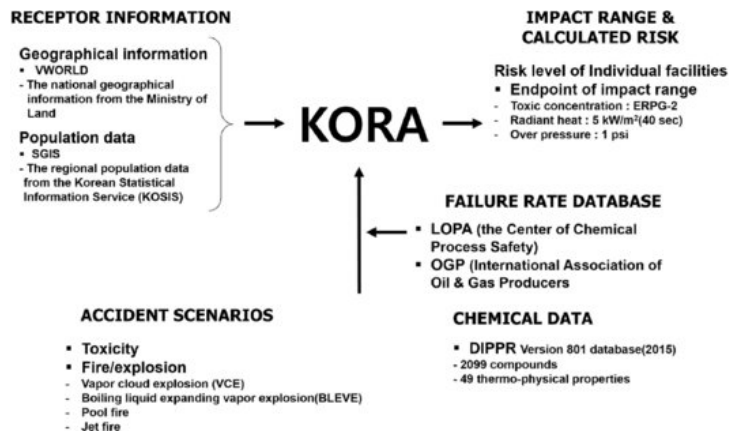 RECEPTOR INFORMATION
Geographical information
▪ VWORLD
- The national geographical
information from the Ministry of
Land
Population data
▪ SGIS
- The regional population data
from the Korean Statistical
Information Service (KOSIS)
KORA
IMPACT RANGE &
CALCULATED RISK
Risk level of Individual facilities
▪ Endpoint of impact range
- Toxic concentration : ERPG-2
- Radiant heat : 5 kW/m²(40 sec)
- Over pressure : 1 psi
FAILURE RATE DATABASE
▪ LOPA (the Center of Chemical
Process Safety)
▪ OGP (International Association of
Oil & Gas Producers
ACCIDENT SCENARIOS
▪ Toxicity
▪ Fire/explosion
- Vapor cloud explosion (VCE)
- Boiling liquid expanding vapor explosion(BLEVE)
- Pool fire
- Jet fire
CHEMICAL DATA
▪ DIPPR Version 801 database(2015)
- 2099 compounds
- 49 thermo-physical properties